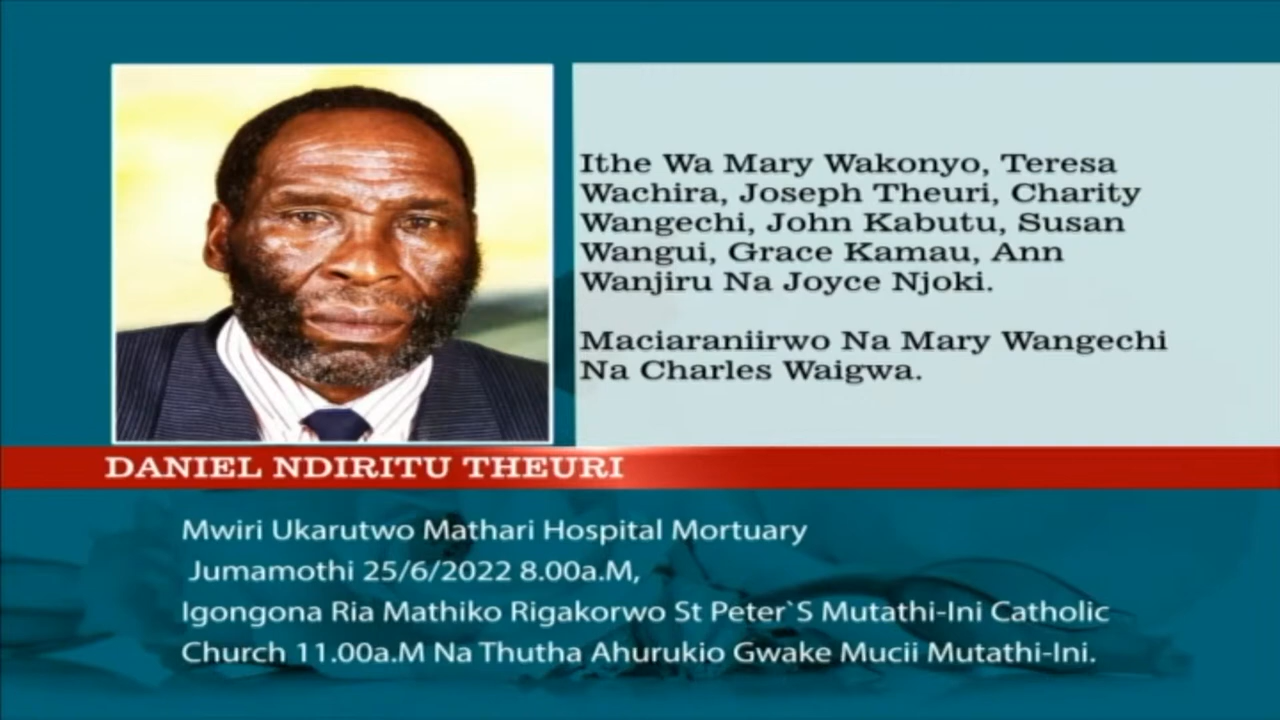 Ithe Wa Mary Wakonyo, Teresa
Wachira, Joseph Theuri, Charity
Wangechi, John Kabutu, Susan
Wangui, Grace Kamau, Ann
Wanjiru Na Joyce Njoki.
Maciaraniirwo Na Mary Wangechi
Na Charles Waigwa.
DANIEL NDIRITU THEURI
Mwiri Ukarutwo Mathari Hospital Mortuary
Jumamothi 25/6/2022 8.00a.M,
Igongona Ria Mathiko Rigakorwo St Peter`S Mutathi-Ini Catholic
Church 11.00a.M Na Thutha Ahurukio Gwake Mucii Mutathi-Ini.